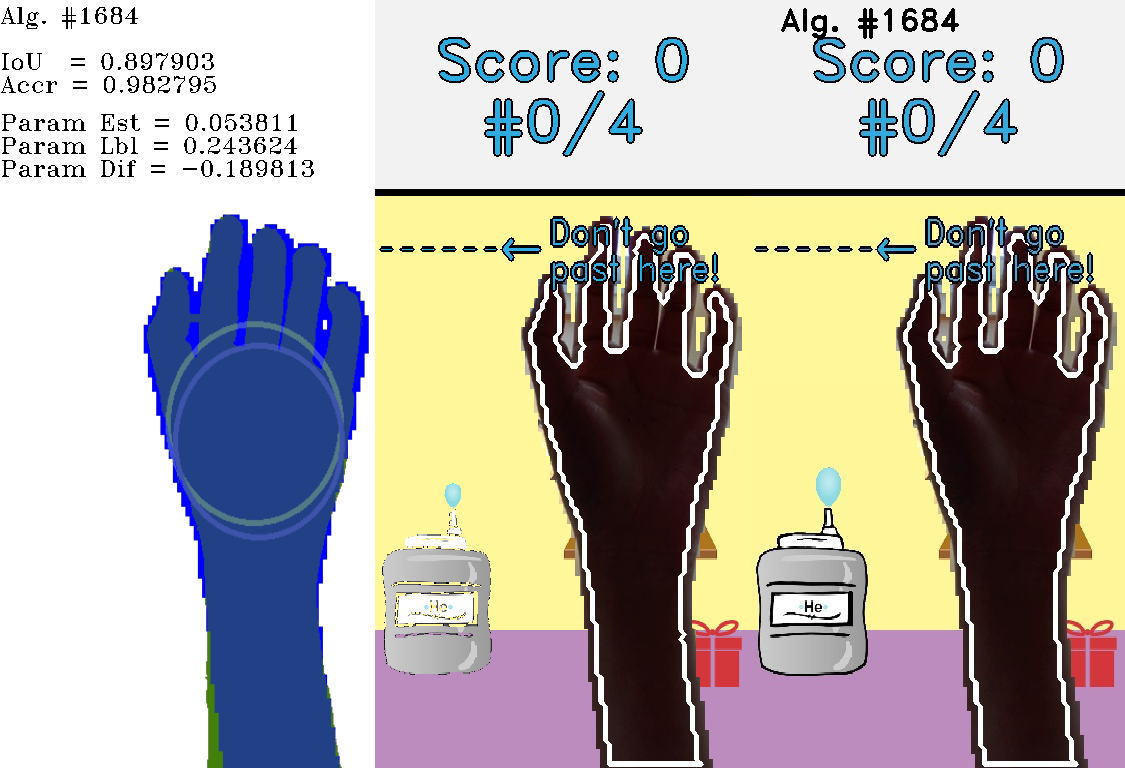 Alg. #1684
IoU = 0.897903
Accr = 0.982795
Param Est = 0.053811
Param Lbl = 0.243624
Param Dif = −0.189813
Score: 0
#0/4
Don't go
past here!
He
Alg. #1684
Score: 0
#0/4
Don't go
past here!
He